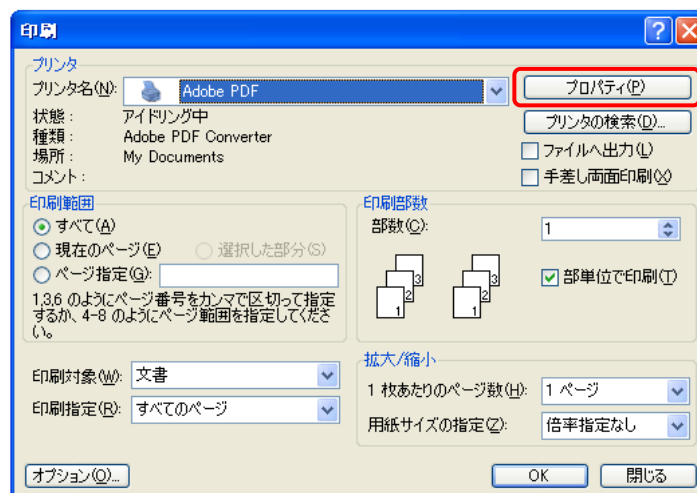 印刷
プリンタ
プリンタ名(N): Adobe PDF プロパティ(P)
状態: アイドリング中 プリンタの検索(D)...
種類: Adobe PDF Converter
場所: My Documents ファイルへ出力(L)
コメント: 手差し両面印刷(X)
印刷範囲
すべて(A)
現在のページ(E) 選択した部分(S)
ページ指定(G):
1,3,6 のようにページ番号をカンマで区切って指定
するか、4-8 のようにページ範囲を指定してくださ
い。
印刷部数
部数(C): 1
部単位で印刷(T)
3 3
2 2
1 1
印刷対象(W): 文書
印刷指定(R): すべてのページ
拡大/縮小
1 枚あたりのページ数(H): 1 ページ
用紙サイズの指定(Z): 倍率指定なし
オプション(O)... OK 閉じる